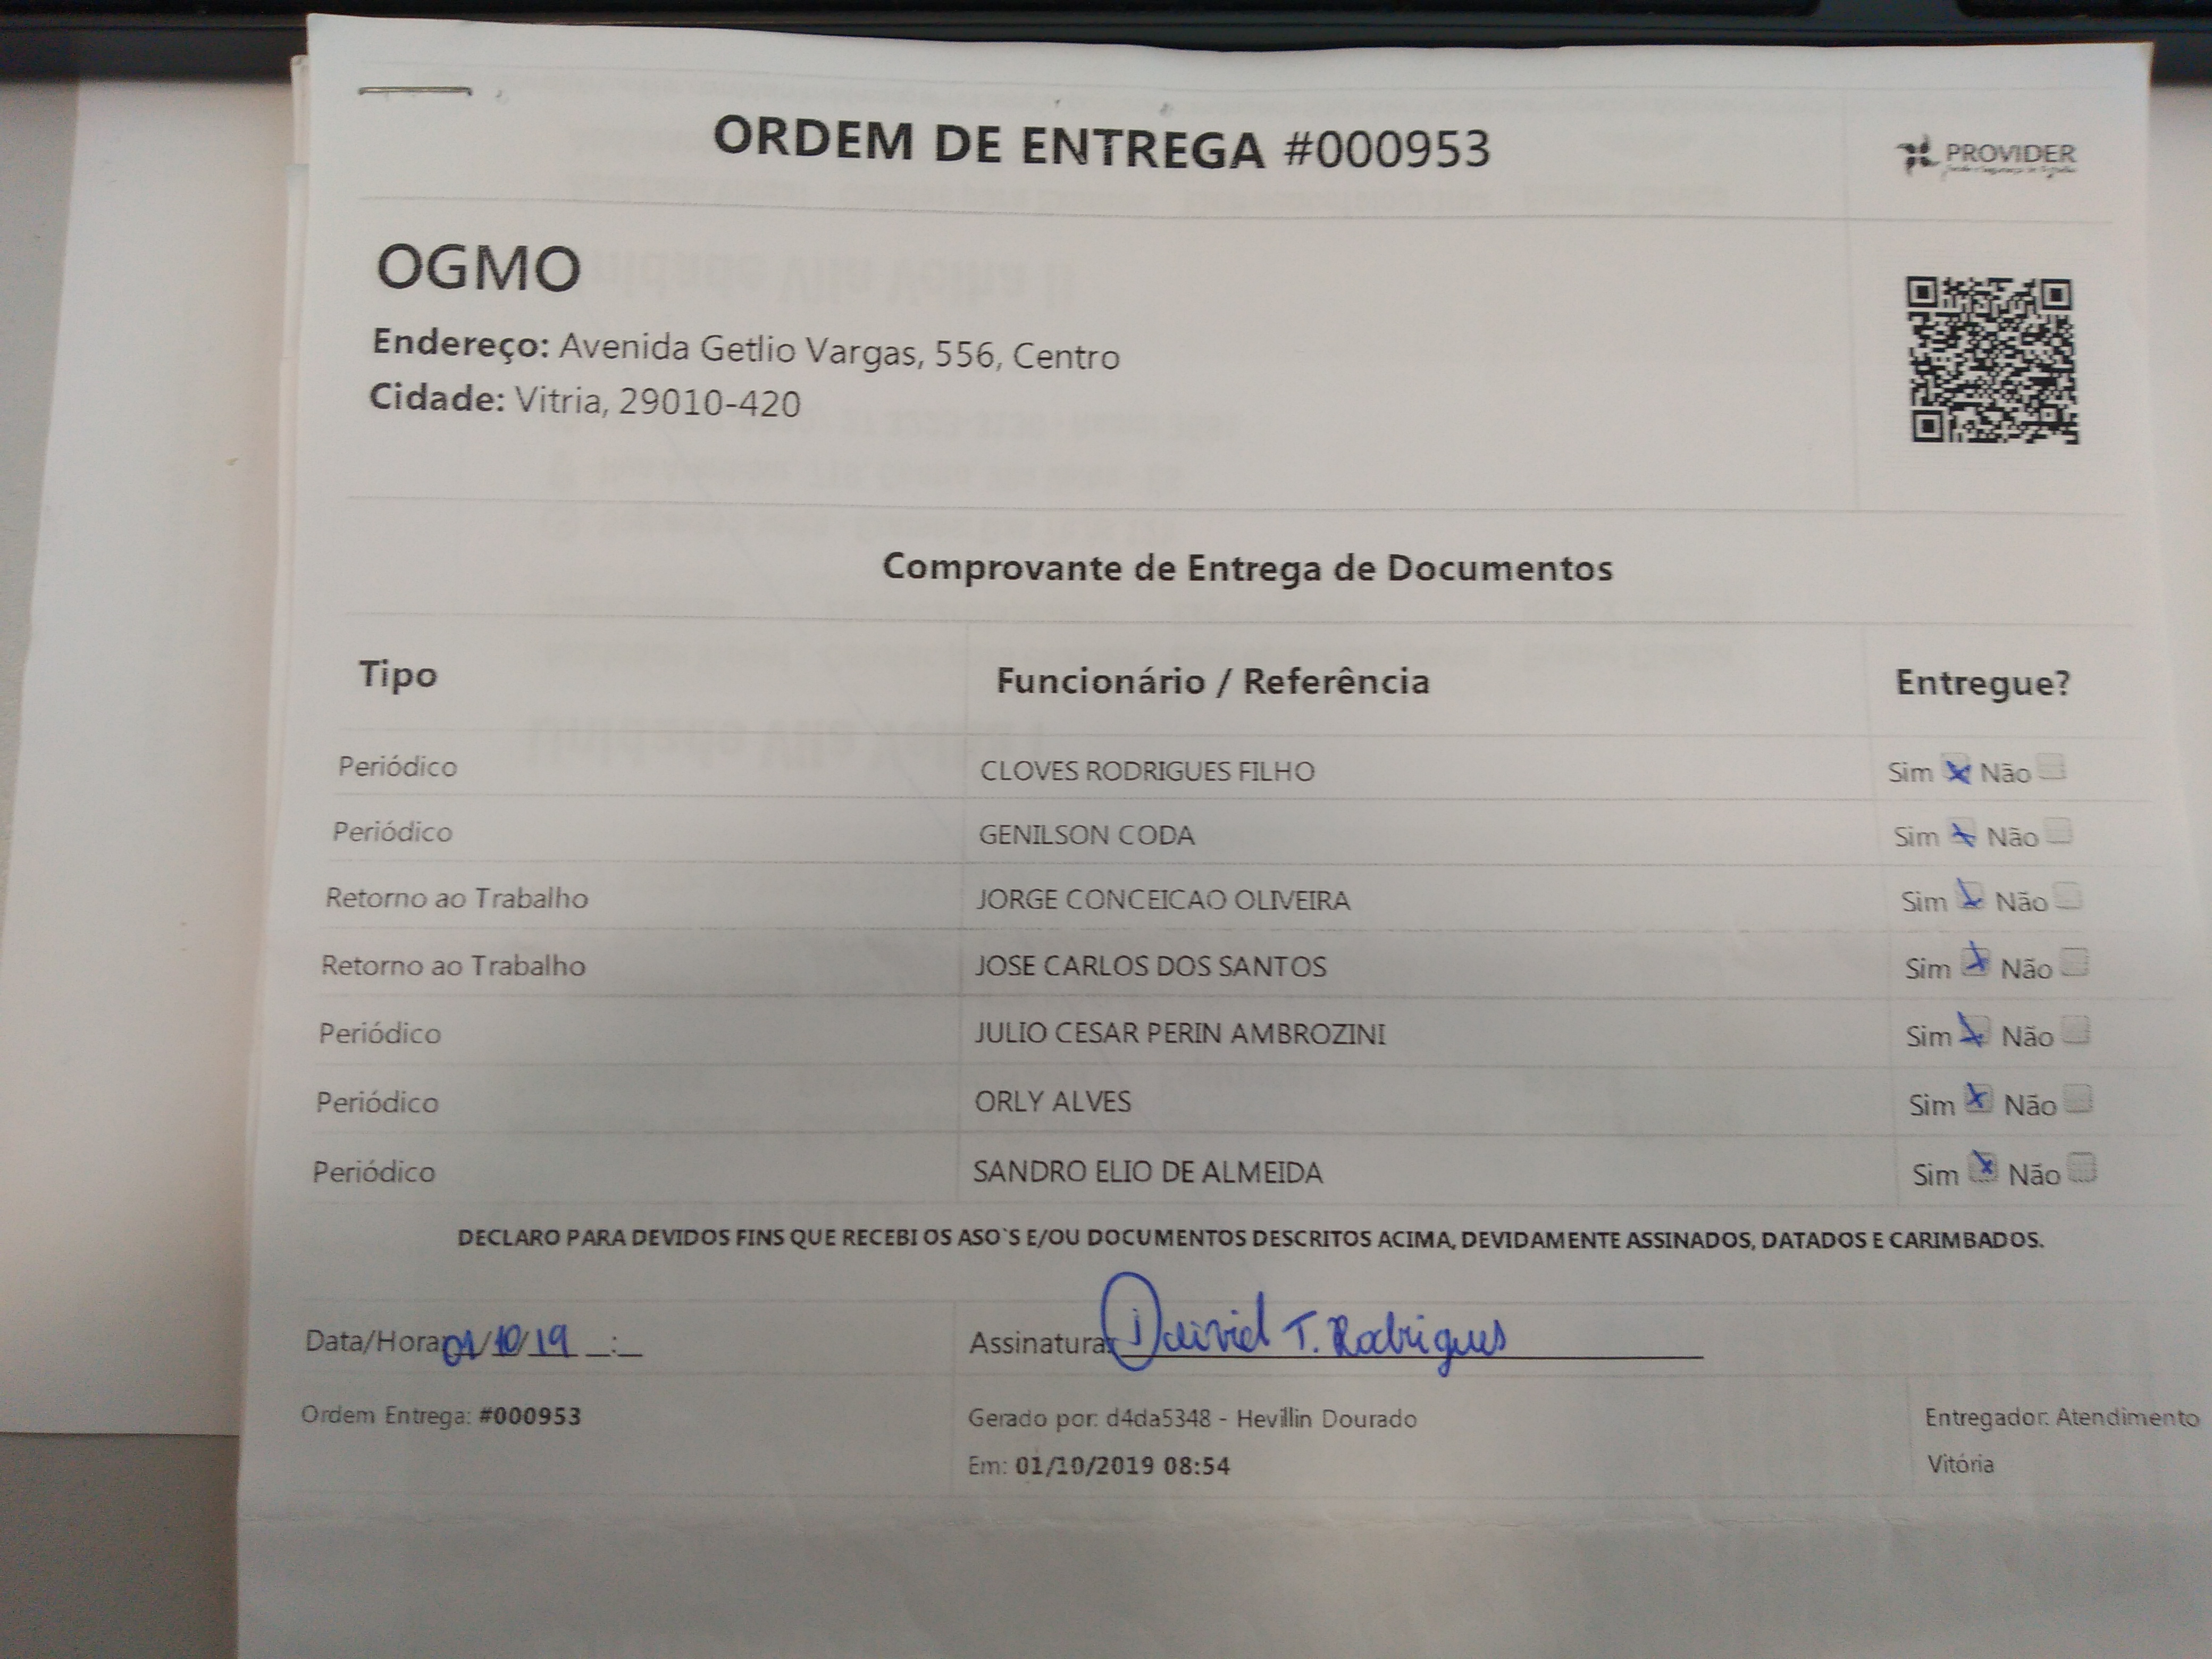 ORDEM DE ENTREGA #000953
PROVIDER
OGMO
Endereço: Avenida Getlio Vargas, 556, Centro
Cidade: Vitria, 29010-420
Comprovante de Entrega de Documentos
Tipo Funcionário / Referência Entregue?
Periódico CLOVES RODRIGUES FILHO Sim Não
Periódico GENILSON CODA Sim Não
Retorno ao Trabalho JORGE CONCEICAO OLIVEIRA Sim Não
Retorno ao Trabalho JOSE CARLOS DOS SANTOS Sim Não
Periódico JULIO CESAR PERIN AMBROZINI Sim Não
Periódico ORLY ALVES Sim Não
Periódico SANDRO ELIO DE ALMEIDA Sim Não
DECLARO PARA DEVIDOS FINS QUE RECEBI OS ASO`S E/OU DOCUMENTOS DESCRITOS ACIMA, DEVIDAMENTE ASSINADOS, DATADOS E CARIMBADOS.
Data/Hora: 01/10/19 __:__ Assinatura: T. Rodrigues
Ordem Entrega: #000953 Gerado por: d4da5348 - Hevillin Dourado Entregador: Atendimento
Em: 01/10/2019 08:54 Vitória